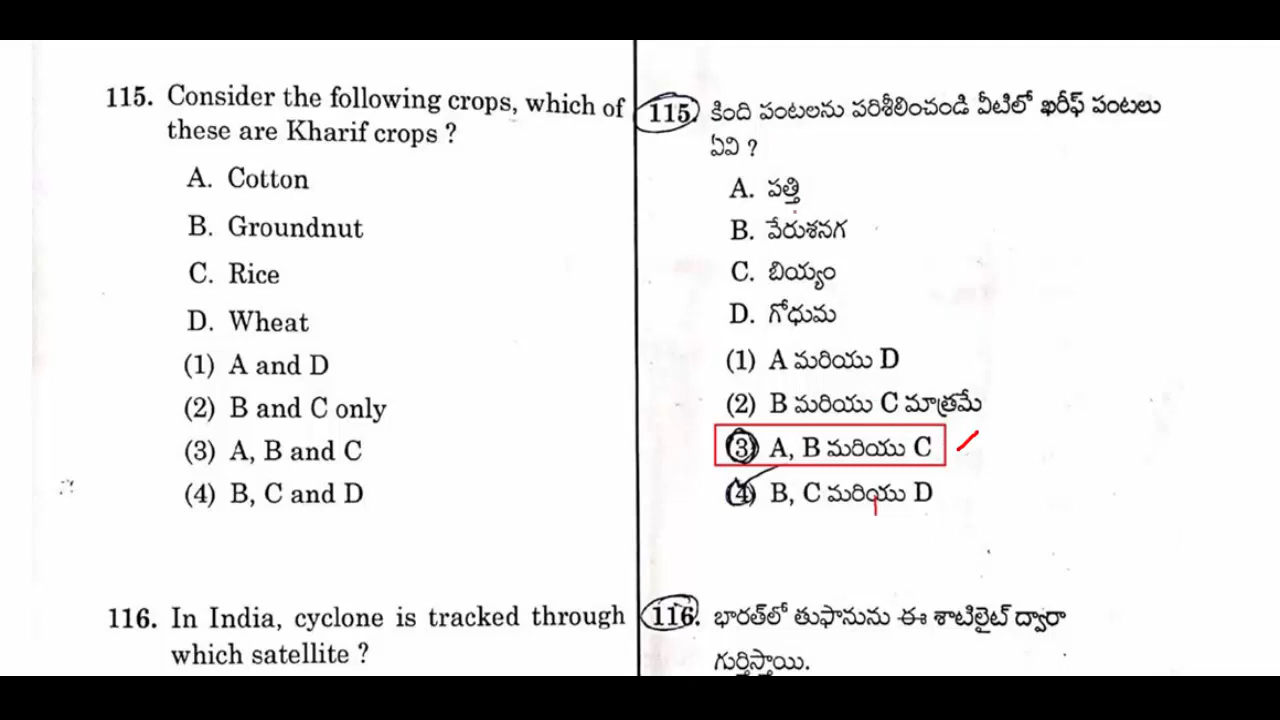 115. Consider the following crops, which of
these are Kharif crops ?
A. Cotton
B. Groundnut
C. Rice
D. Wheat
(1) A and D
(2) B and C only
(3) A, B and C
(4) B, C and D
116. In India, cyclone is tracked through
which satellite ?
115. కింది పంటలను పరిశీలించండి వీటిలో ఖరీఫ్ పంటలు
ఏవి ?
A. పత్తి
B. వేరుశనగ
C. బియ్యం
D. గోధుమ
(1) A మరియు D
(2) B మరియు C మాత్రమే
(3) A, B మరియు C
(4) B, C మరియు D
116. భారత్‌లో తుఫానును ఈ శాటిలైట్ ద్వారా
గుర్తిస్తాయి.